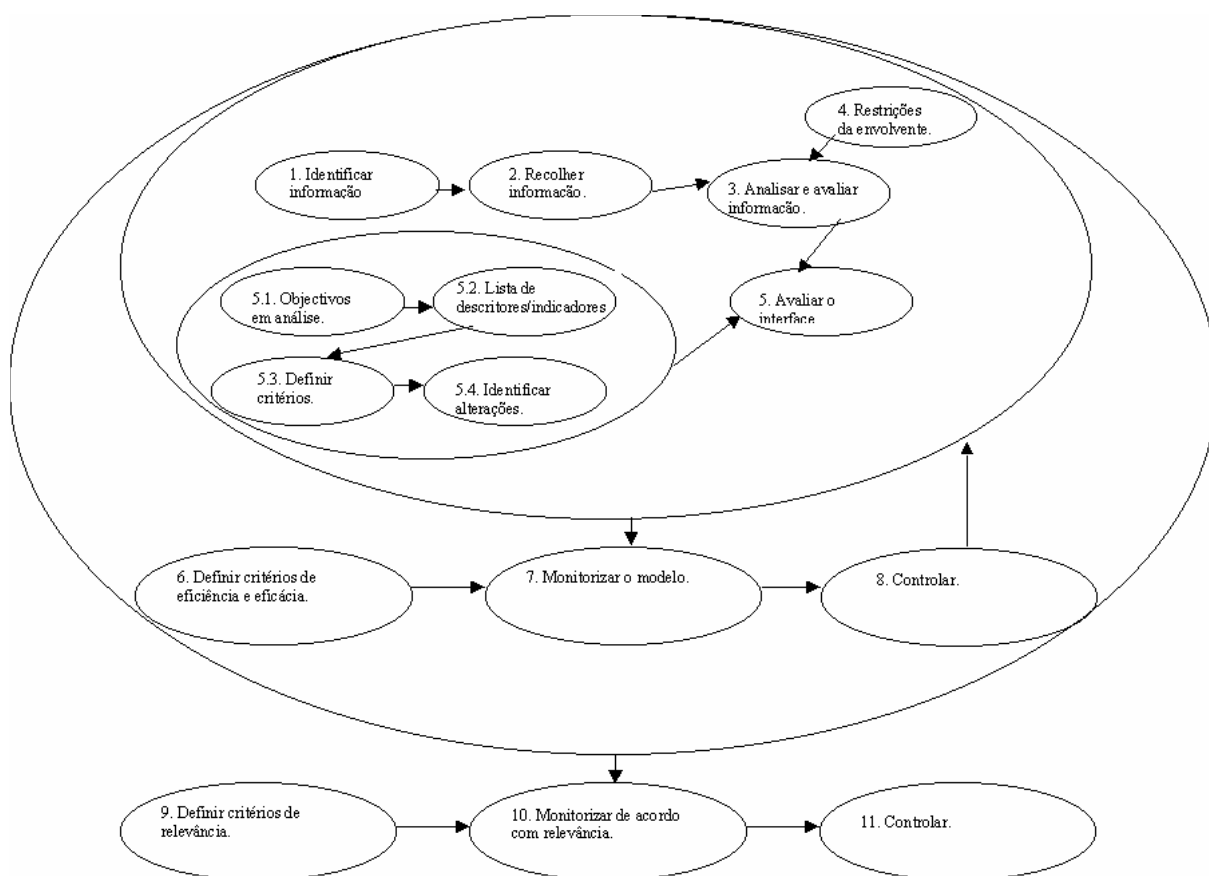 4. Restrições
da envolvente.
1. Identificar
informação
2. Recolher
informação.
3. Analisar e avaliar
informação.
5.1. Objectivos
em análise.
5.2. Lista de
descritores/indicadores
5. Avaliar o
interface
5.3. Definir
critérios.
5.4. Identificar
alterações.
6. Definir critérios de
eficiência e eficácia.
7. Monitorizar o modelo.
8. Controlar.
9. Definir critérios de
relevância.
10. Monitorizar de acordo
com relevância.
11. Controlar.